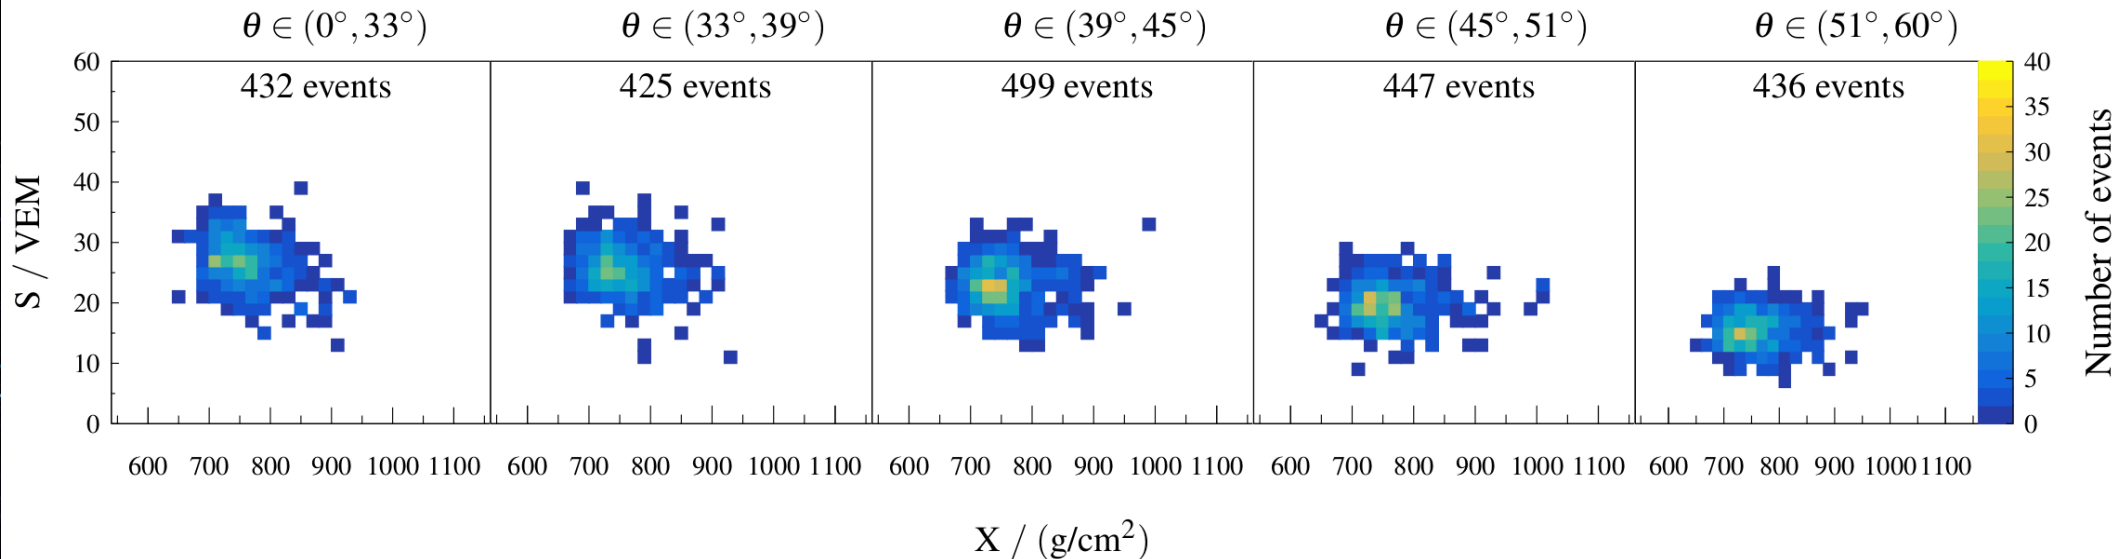 θ ∈ (0°, 33°) θ ∈ (33°, 39°) θ ∈ (39°, 45°) θ ∈ (45°, 51°) θ ∈ (51°, 60°)
432 events 425 events 499 events 447 events 436 events
60
50
40
30
20
10
0
S / VEM
600 700 800 900 1000 1100 600 700 800 900 1000 1100 600 700 800 900 1000 1100 600 700 800 900 1000 1100 600 700 800 900 1000 1100
X / (g/cm²)
40
35
30
25
20
15
10
5
0
Number of events